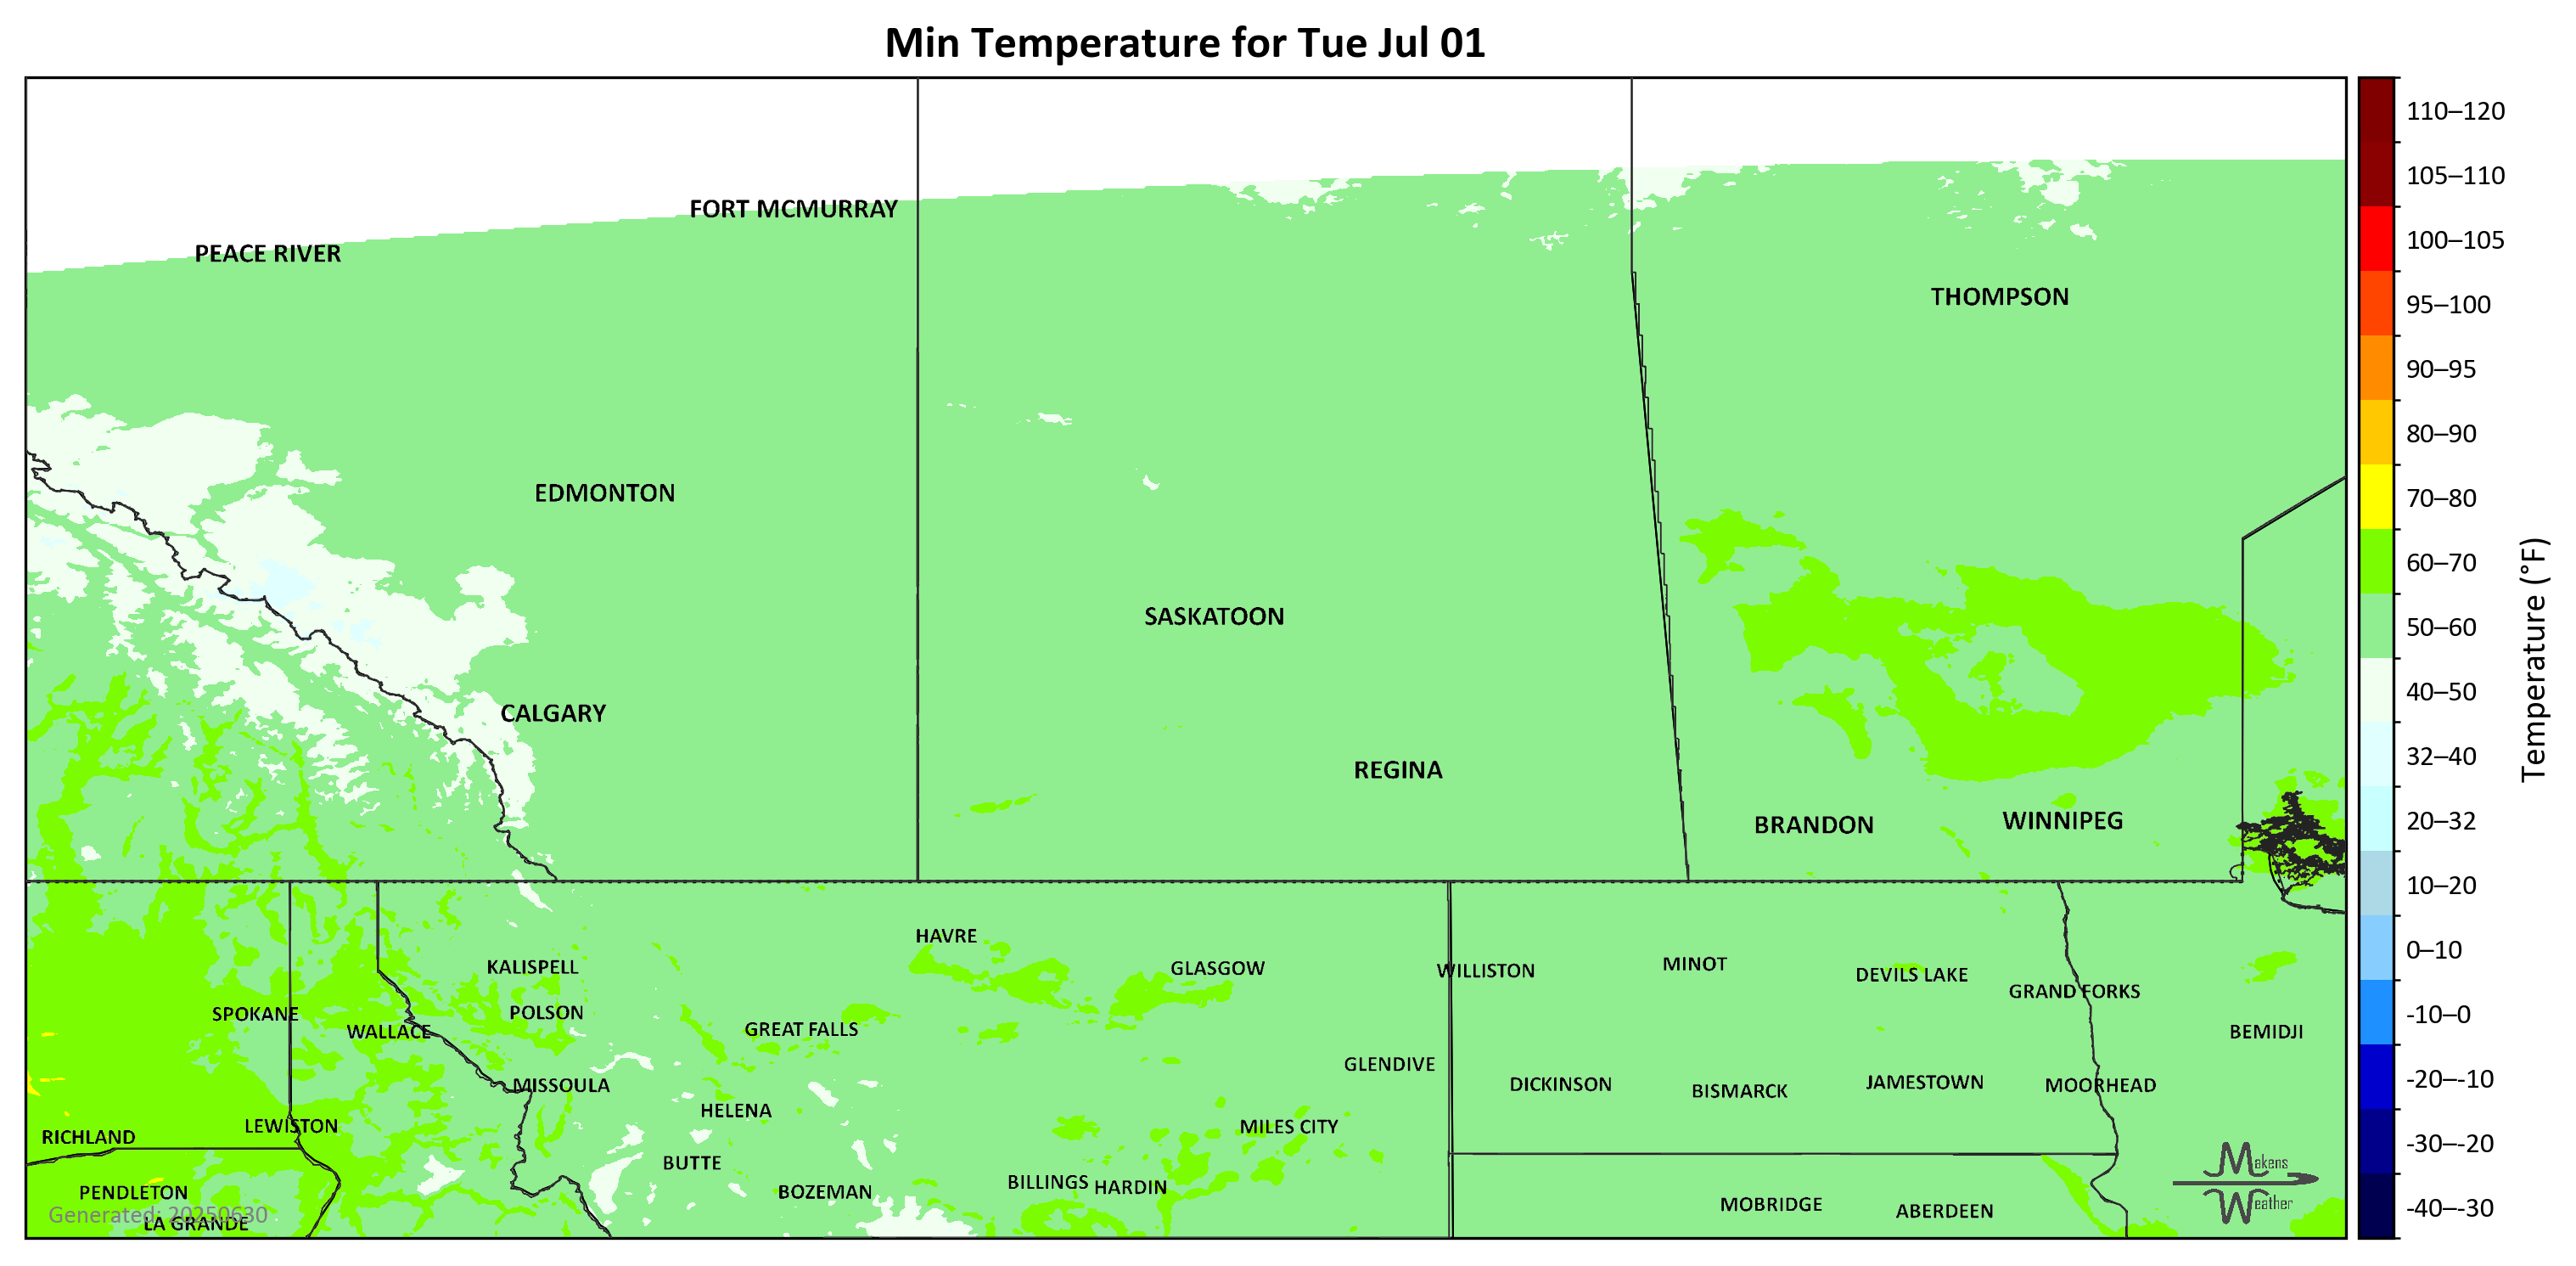 Min Temperature for Tue Jul 01
110–120
105–110
FORT MCMURRAY
PEACE RIVER
100–105
THOMPSON
95–100
90–95
80–90
EDMONTON
70–80
60–70
SASKATOON
50–60
Temperature (°F)
CALGARY
40–50
REGINA
32–40
BRANDON
WINNIPEG
20–32
10–20
HAVRE
0–10
KALISPELL
GLASGOW
WILLISTON
MINOT
DEVILS LAKE
GRAND FORKS
SPOKANE
POLSON
-10–0
WALLACE
GREAT FALLS
BEMIDJI
GLENDIVE
-20–-10
MISSOULA
DICKINSON
BISMARCK
JAMESTOWN
MOORHEAD
HELENA
LEWISTON
MILES CITY
RICHLAND
-30–-20
BUTTE
Makens
Weather
PENDLETON
BOZEMAN
BILLINGS
HARDIN
MOBRIDGE
ABERDEEN
-40–-30
Generated: 20250630
LA GRANDE